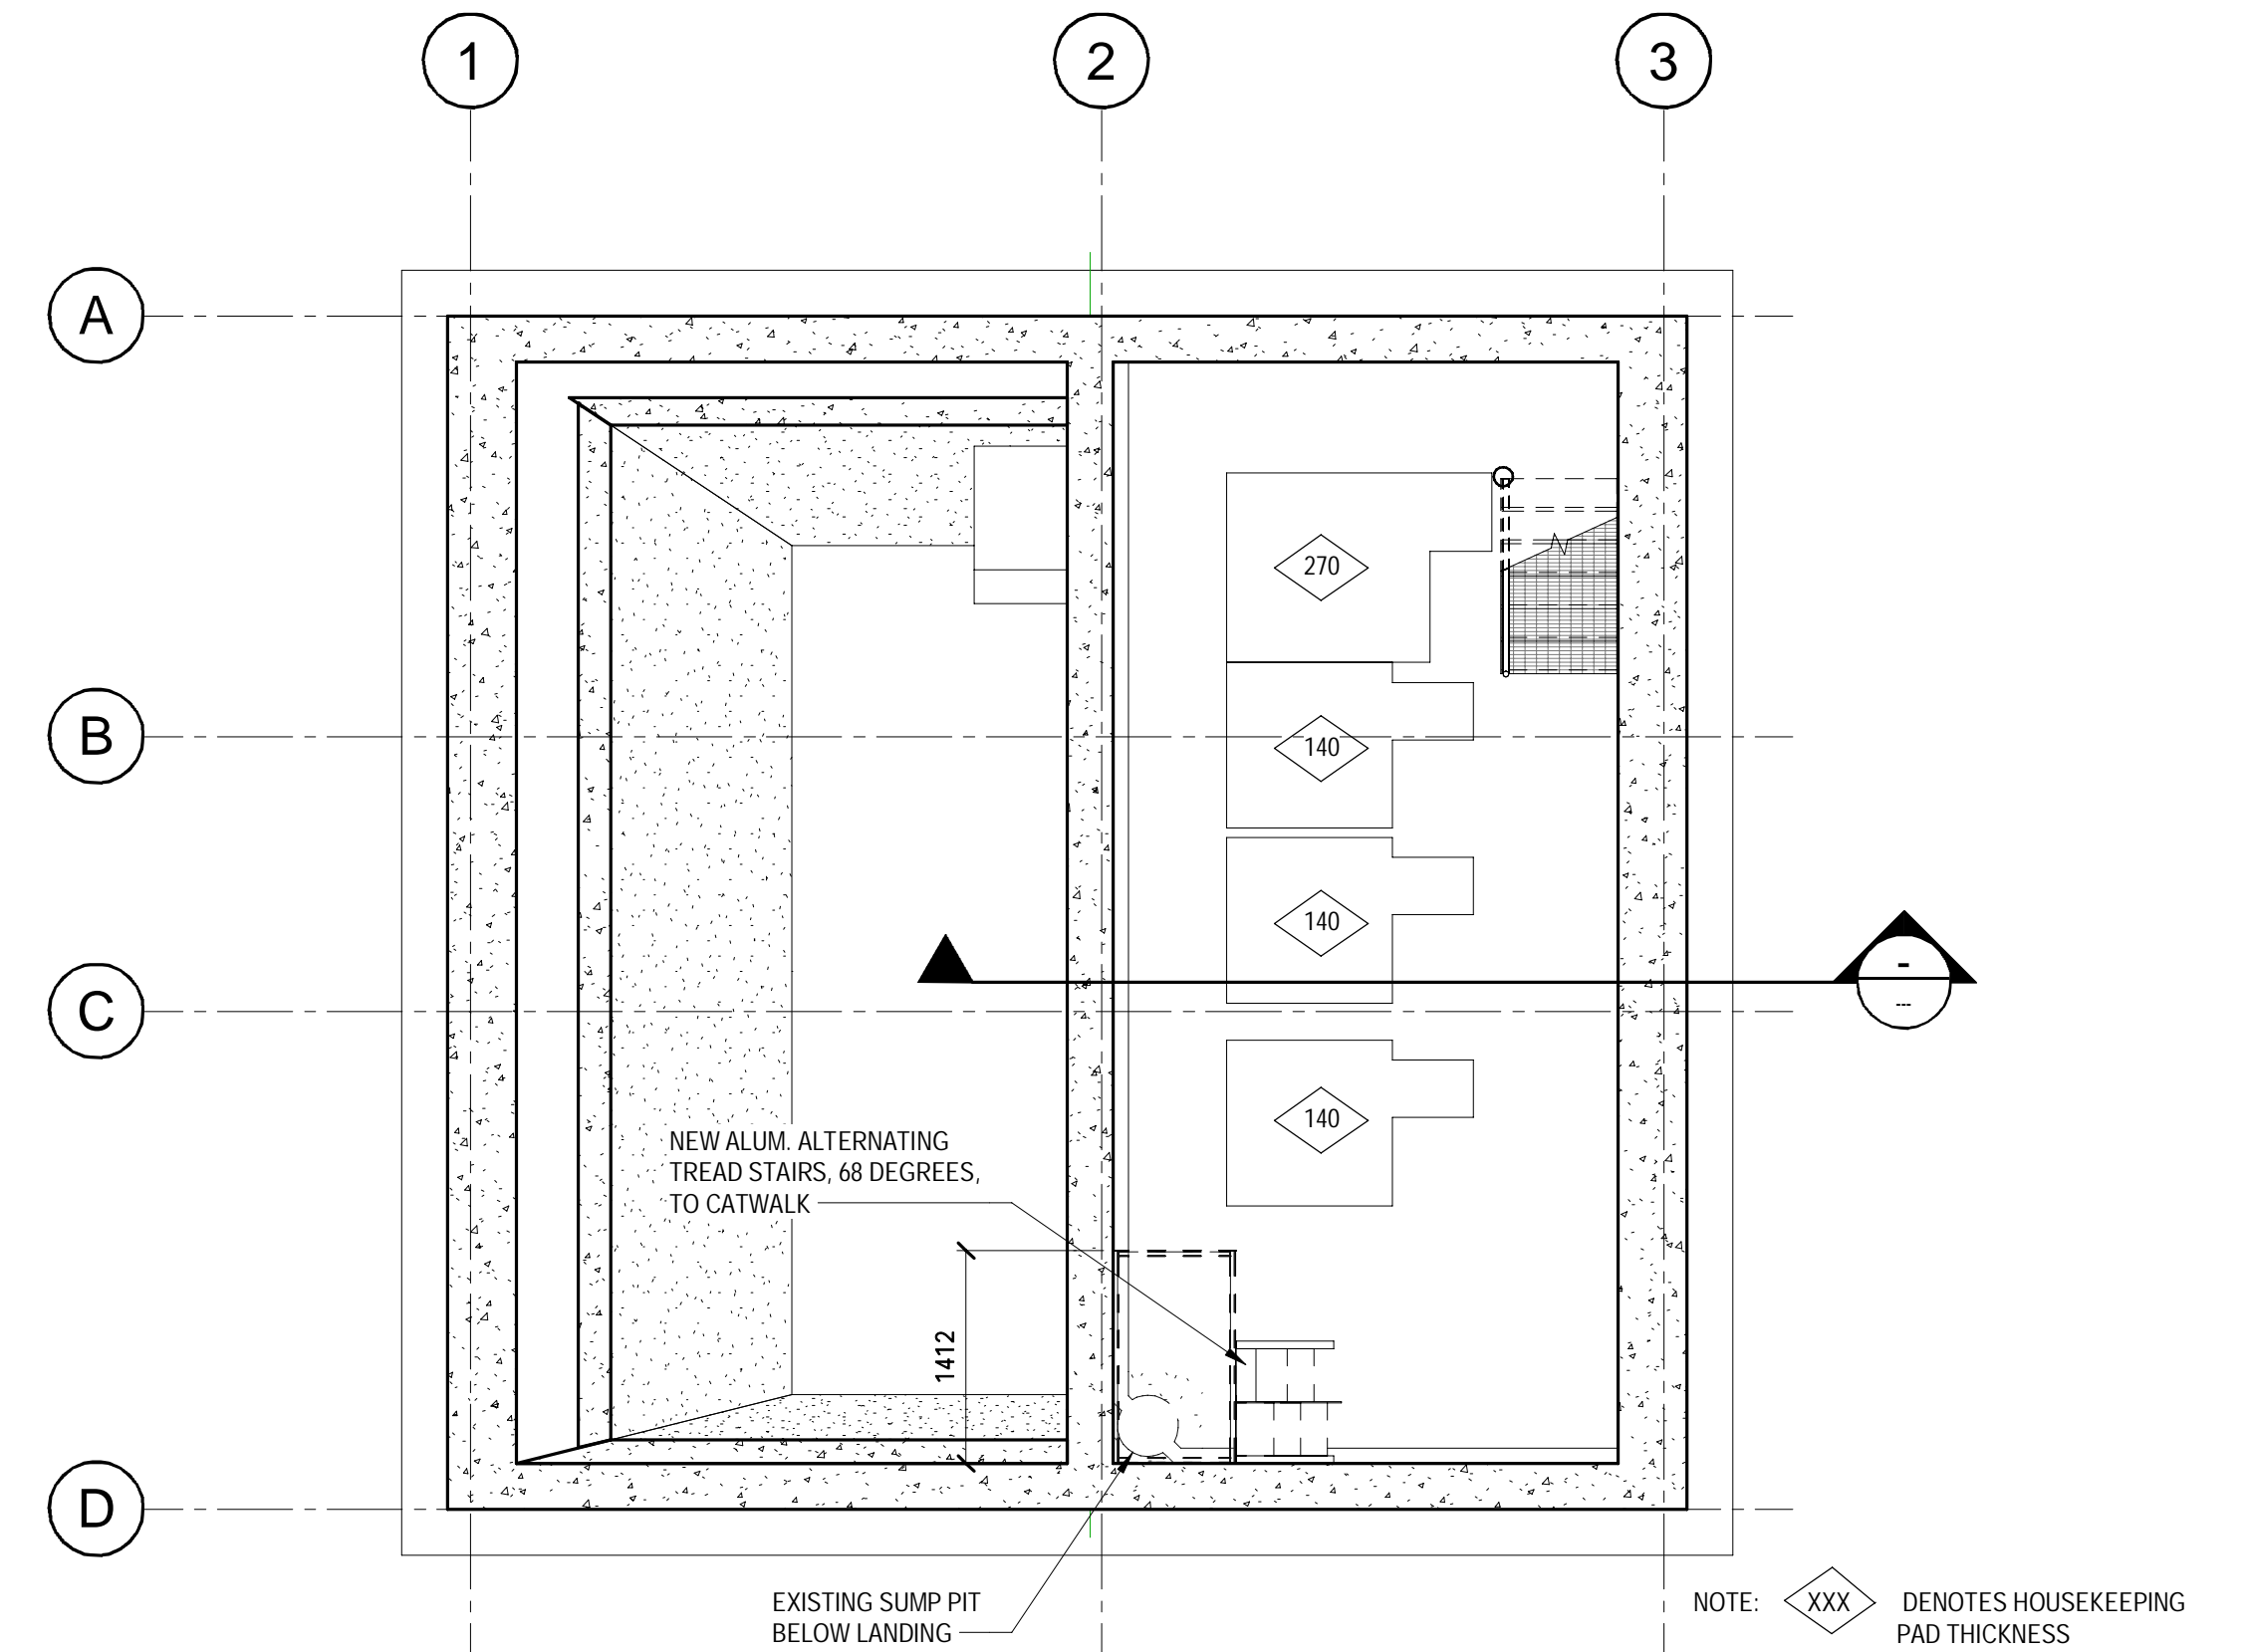 1
2
3
A
B
C
D
270
140
140
140
NEW ALUM. ALTERNATING
TREAD STAIRS, 68 DEGREES,
TO CATWALK
1412
-
---
EXISTING SUMP PIT
BELOW LANDING
NOTE: XXX DENOTES HOUSEKEEPING
PAD THICKNESS